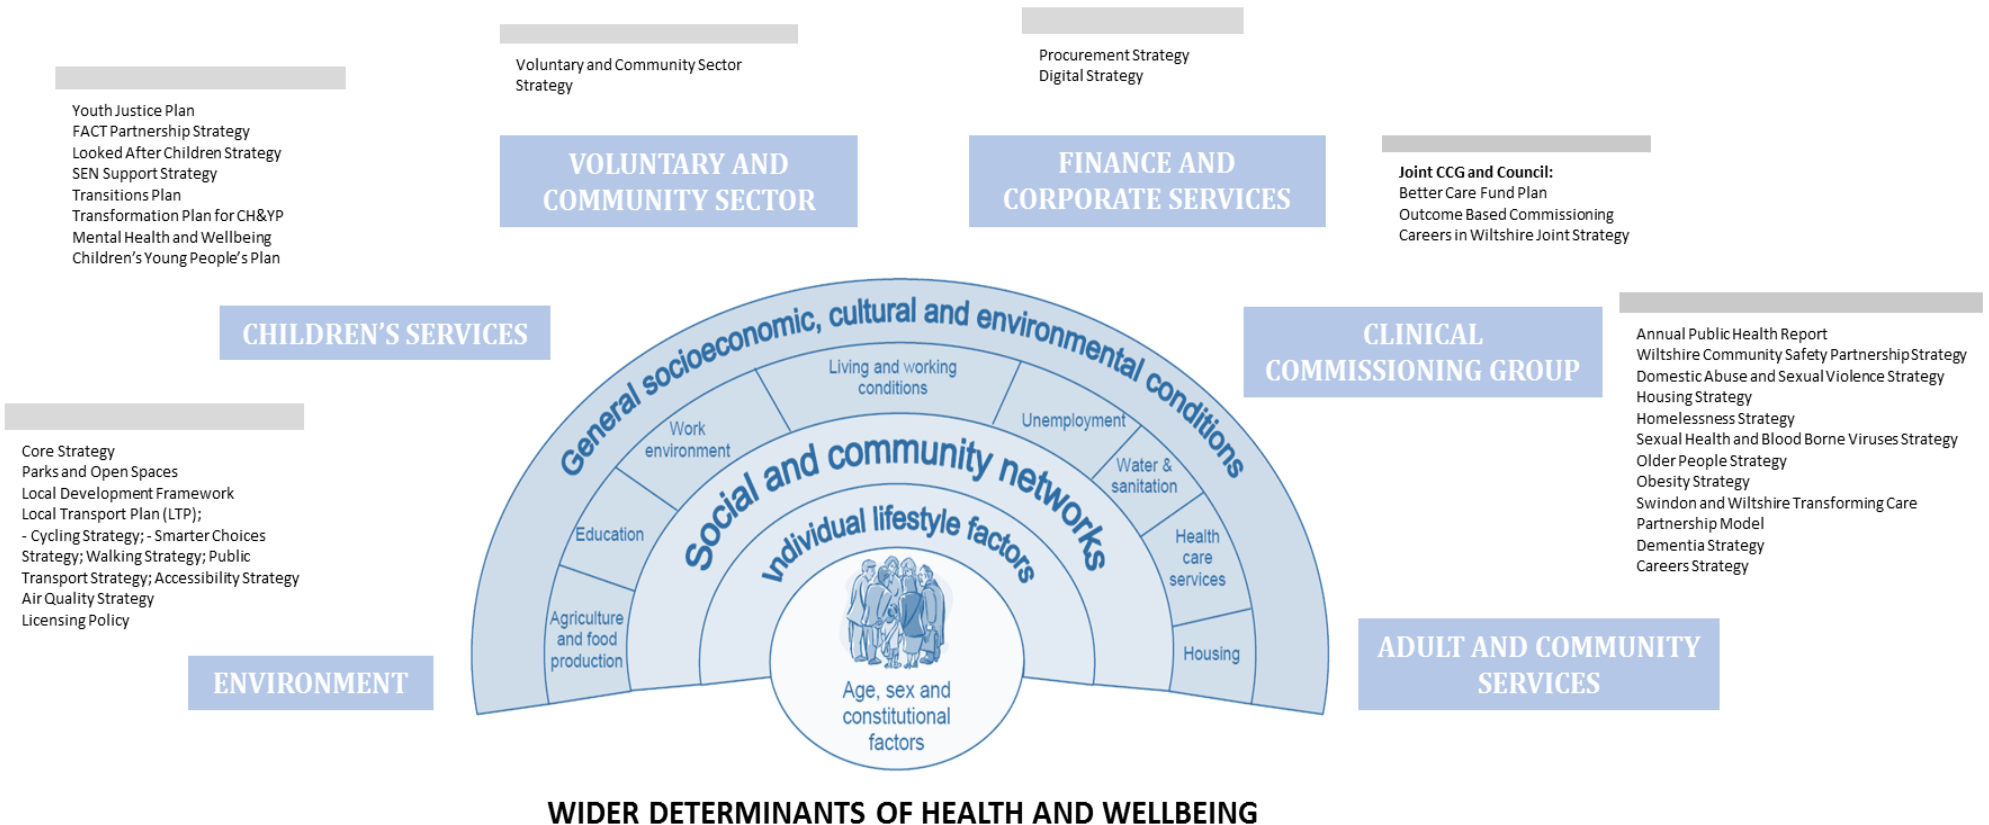 Voluntary and Community Sector
Strategy
Procurement Strategy
Digital Strategy
Youth Justice Plan
FACT Partnership Strategy
Looked After Children Strategy
SEN Support Strategy
Transitions Plan
Transformation Plan for CH&YP
Mental Health and Wellbeing
Children's Young People's Plan
VOLUNTARY AND
COMMUNITY SECTOR
FINANCE AND
CORPORATE SERVICES
Joint CCG and Council:
Better Care Fund Plan
Outcome Based Commissioning
Careers in Wiltshire Joint Strategy
CHILDREN'S SERVICES
CLINICAL
COMMISSIONING GROUP
Annual Public Health Report
Wiltshire Community Safety Partnership Strategy
Domestic Abuse and Sexual Violence Strategy
Housing Strategy
Homelessness Strategy
Sexual Health and Blood Borne Viruses Strategy
Older People Strategy
Obesity Strategy
Swindon and Wiltshire Transforming Care
Partnership Model
Dementia Strategy
Careers Strategy
Core Strategy
Parks and Open Spaces
Local Development Framework
Local Transport Plan (LTP);
- Cycling Strategy; - Smarter Choices
Strategy; Walking Strategy; Public
Transport Strategy; Accessibility Strategy
Air Quality Strategy
Licensing Policy
ENVIRONMENT
ADULT AND COMMUNITY
SERVICES
General socioeconomic, cultural and environmental conditions
Agriculture
and food
production
Education
Work
environment
Living and working
conditions
Unemployment
Water &
sanitation
Health
care
services
Housing
Social and community networks
Individual lifestyle factors
Age, sex and
constitutional
factors
WIDER DETERMINANTS OF HEALTH AND WELLBEING